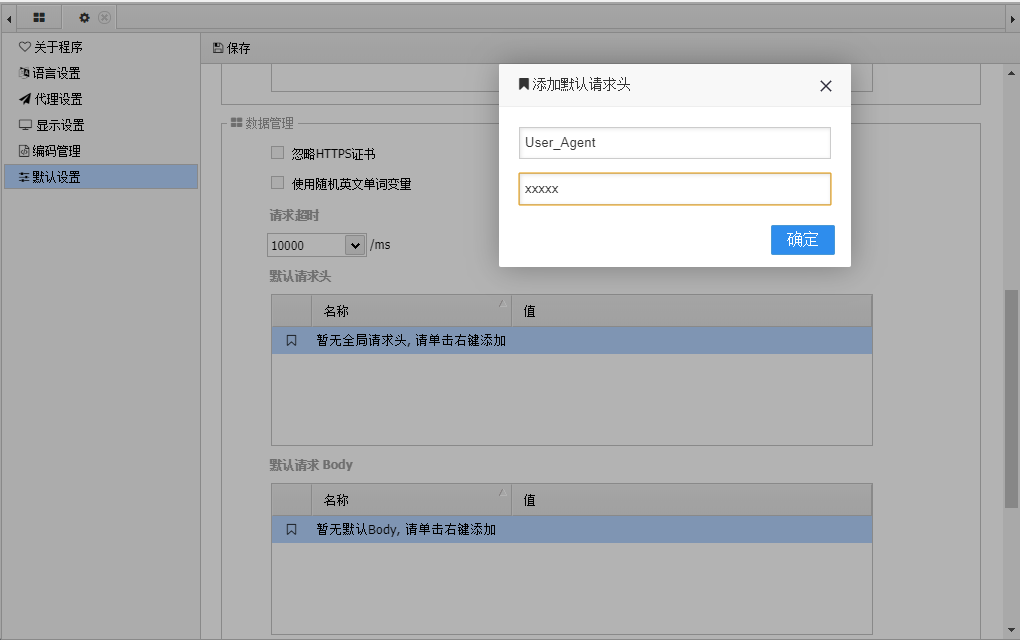 关于程序
语言设置
代理设置
显示设置
编码管理
默认设置
保存
数据管理
忽略HTTPS证书
使用随机英文单词变量
请求超时
10000 /ms
默认请求头
名称 值
暂无全局请求头, 请单击右键添加
默认请求 Body
名称 值
暂无默认Body, 请单击右键添加
添加默认请求头
User_Agent
xxxxx
确定